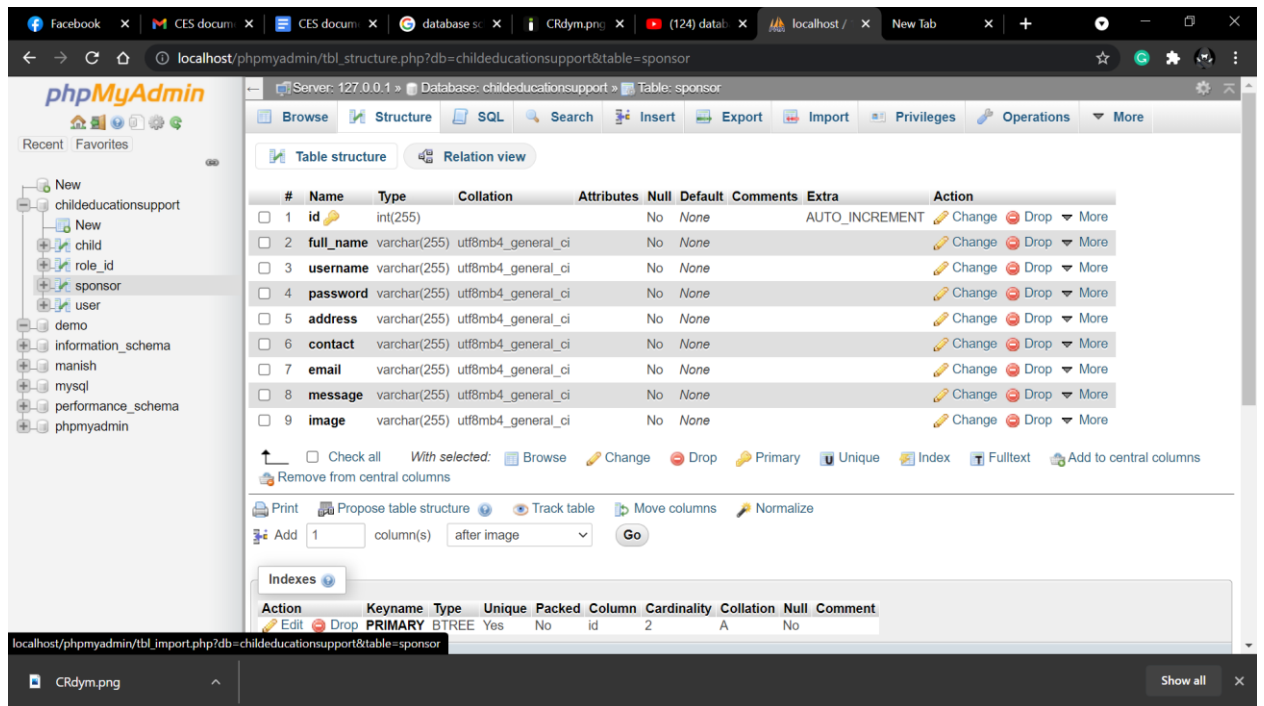 Facebook
CES docum
CES docum
database sc
CRdym.png
(124) datab
localhost /
New Tab
localhost/phpmyadmin/tbl_structure.php?db=childeducationsupport&table=sponsor
phpMyAdmin
Recent Favorites
New
childeducationsupport
New
child
role_id
sponsor
user
demo
information_schema
manish
mysql
performance_schema
phpmyadmin
Server: 127.0.0.1 » Database: childeducationsupport » Table: sponsor
Browse Structure SQL Search Insert Export Import Privileges Operations More
Table structure Relation view
# Name Type Collation Attributes Null Default Comments Extra Action
1 id int(255) No None AUTO_INCREMENT Change Drop More
2 full_name varchar(255) utf8mb4_general_ci No None Change Drop More
3 username varchar(255) utf8mb4_general_ci No None Change Drop More
4 password varchar(255) utf8mb4_general_ci No None Change Drop More
5 address varchar(255) utf8mb4_general_ci No None Change Drop More
6 contact varchar(255) utf8mb4_general_ci No None Change Drop More
7 email varchar(255) utf8mb4_general_ci No None Change Drop More
8 message varchar(255) utf8mb4_general_ci No None Change Drop More
9 image varchar(255) utf8mb4_general_ci No None Change Drop More
Check all With selected: Browse Change Drop Primary Unique Index Fulltext Add to central columns
Remove from central columns
Print Propose table structure Track table Move columns Normalize
Add 1 column(s) after image Go
Indexes
Action Keyname Type Unique Packed Column Cardinality Collation Null Comment
Edit Drop PRIMARY BTREE Yes No id 2 A No
localhost/phpmyadmin/tbl_import.php?db=childeducationsupport&table=sponsor
CRdym.png
Show all